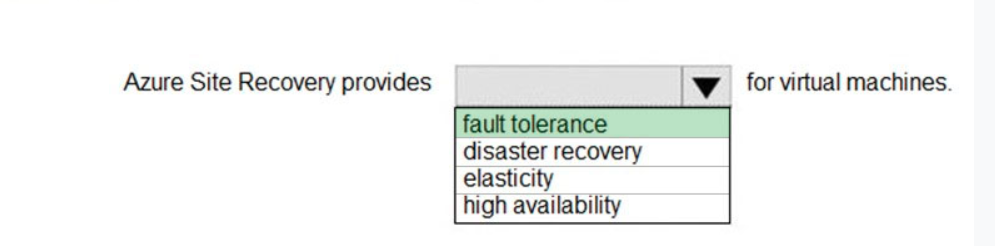 Azure Site Recovery provides for virtual machines.
fault tolerance
disaster recovery
elasticity
high availability